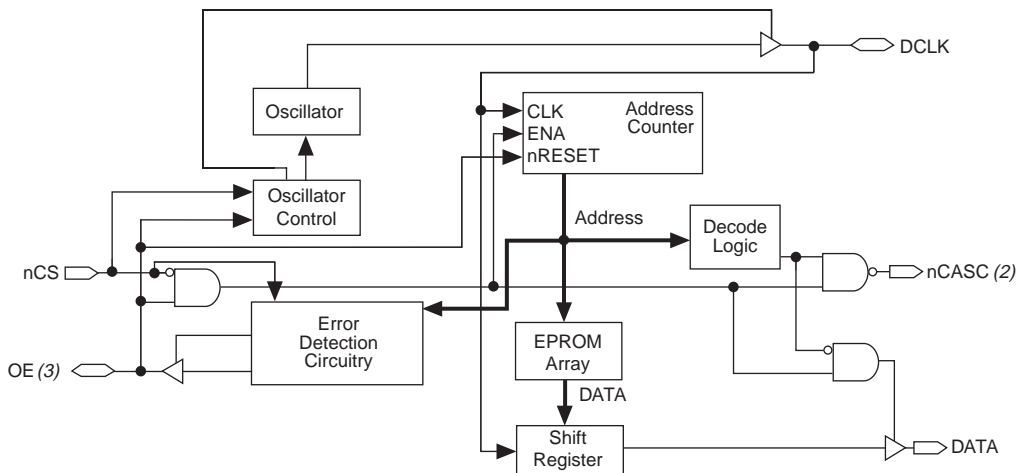 DCLK
Oscillator
CLK
Address
Counter
ENA
nRESET
Oscillator
Control
Address
Decode
Logic
nCS
nCASC (2)
Error
Detection
Circuitry
EPROM
Array
OE (3)
DATA
Shift
Register
DATA